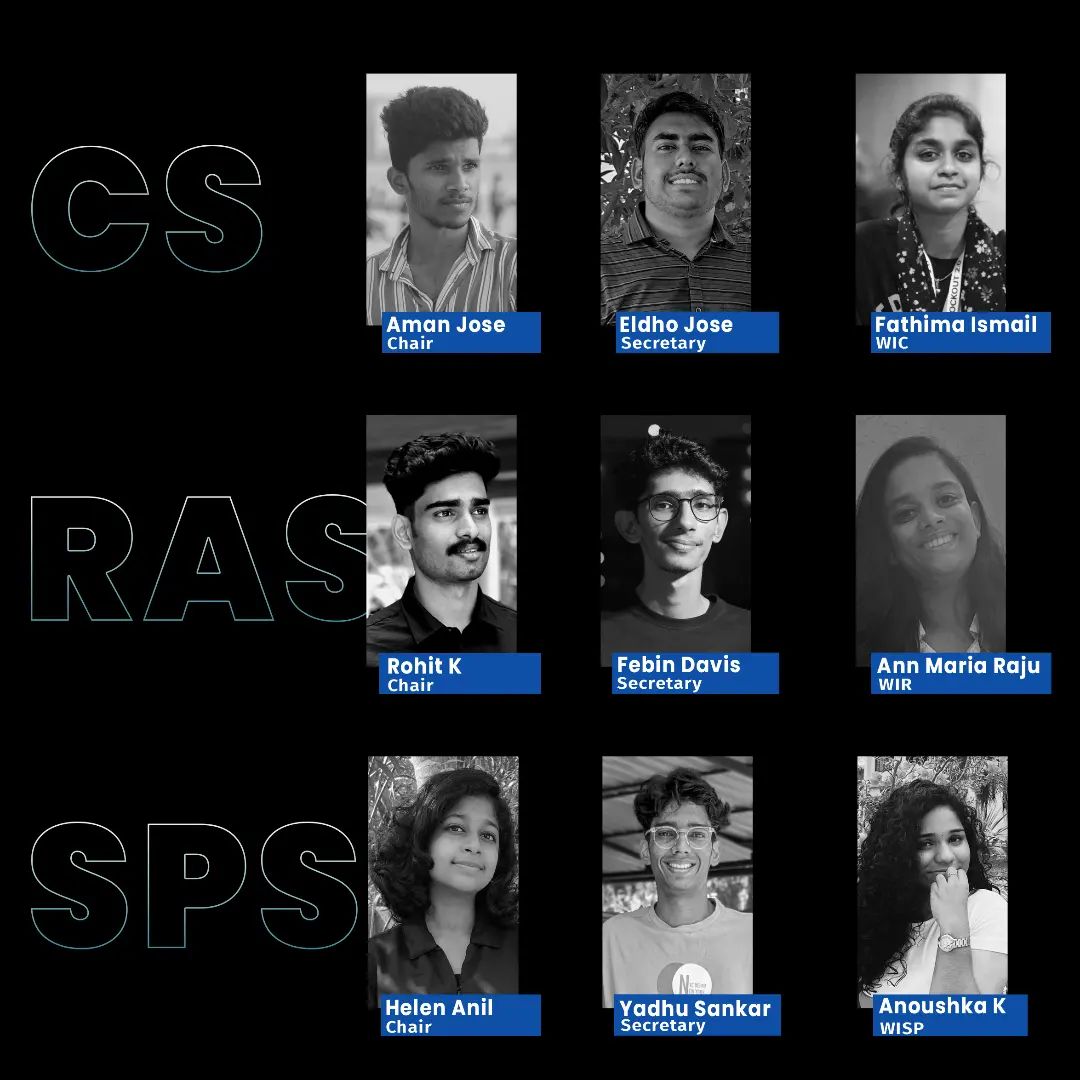 CS
Aman Jose
Chair
Eldho Jose
Secretary
OCKOUT
Fathima Ismail
WIC
RAS
Rohit K
Chair
Febin Davis
Secretary
Ann Maria Raju
WIR
SPS
Helen Anil
Chair
N
Yadhu Sankar
Secretary
Anoushka K
WISP